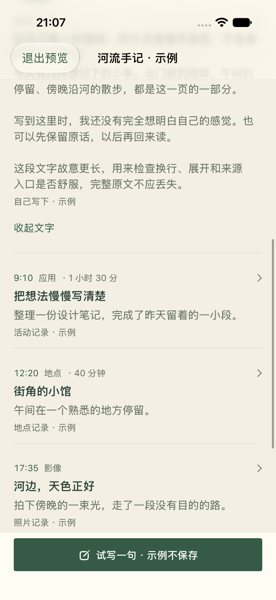 21:07
退出预览
河流手记 · 示例
停留、傍晚沿河的散步，都是这一页的一部分。
写到这里时，我还没有完全想明白自己的感觉。也
可以先保留原话，以后再回来读。
这段文字故意更长，用来检查换行、展开和来源
入口是否舒服，完整原文不应丢失。
自己写下 · 示例
收起文字
9:10 应用 · 1 小时 30 分
把想法慢慢写清楚
整理一份设计笔记，完成了昨天留着的一小段。
活动记录 · 示例
12:20 地点 · 40 分钟
街角的小馆
午间在一个熟悉的地方停留。
地点记录 · 示例
17:35 影像
河边，天色正好
拍下傍晚的一束光，走了一段没有目的的路。
照片记录 · 示例
试写一句 · 示例不保存